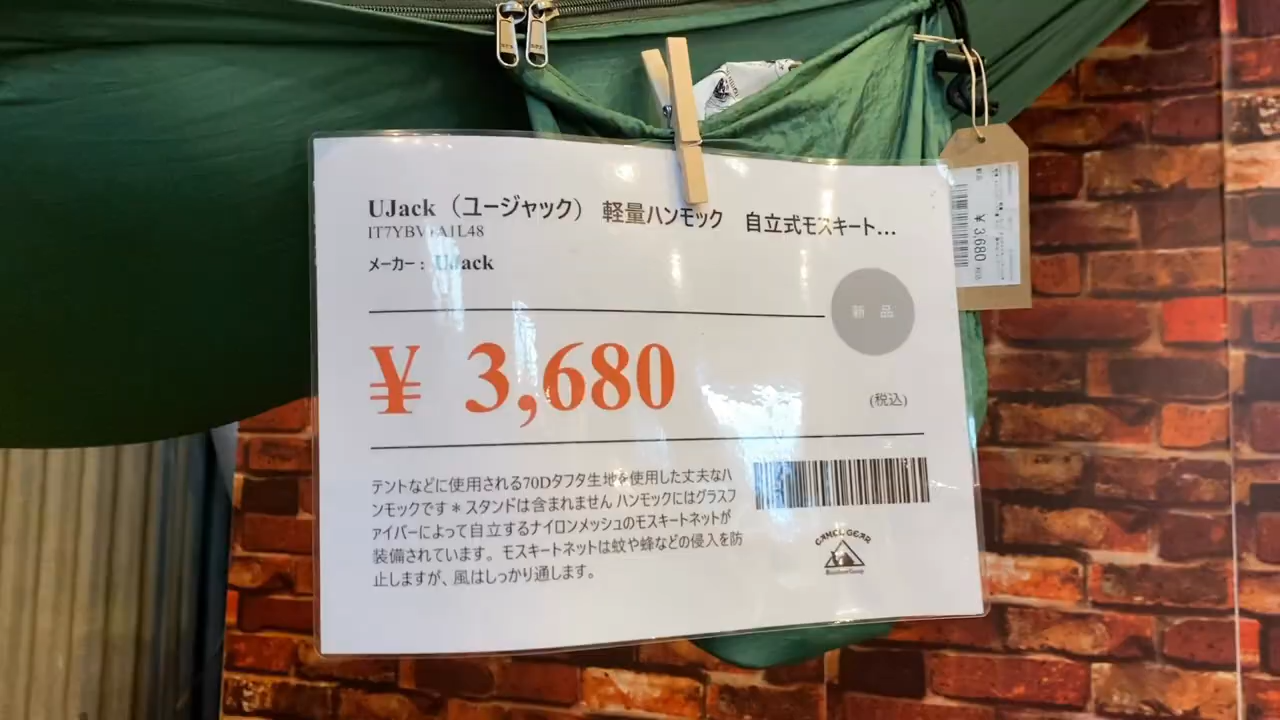 UJack（ユージャック） 軽量ハンモック 自立式モスキート…
メーカー：UJack
新 品
¥ 3,680
(税込)
テントなどに使用される70Dタフタ生地を使用した丈夫なハ
ンモックです＊スタンドは含まれません ハンモックにはグラスフ
ァイバーによって自立するナイロンメッシュのモスキートネットが
装備されています。モスキートネットは蚊や蜂などの侵入を防
止しますが、風はしっかり通します。
CAMEL GEAR
¥ 3,680